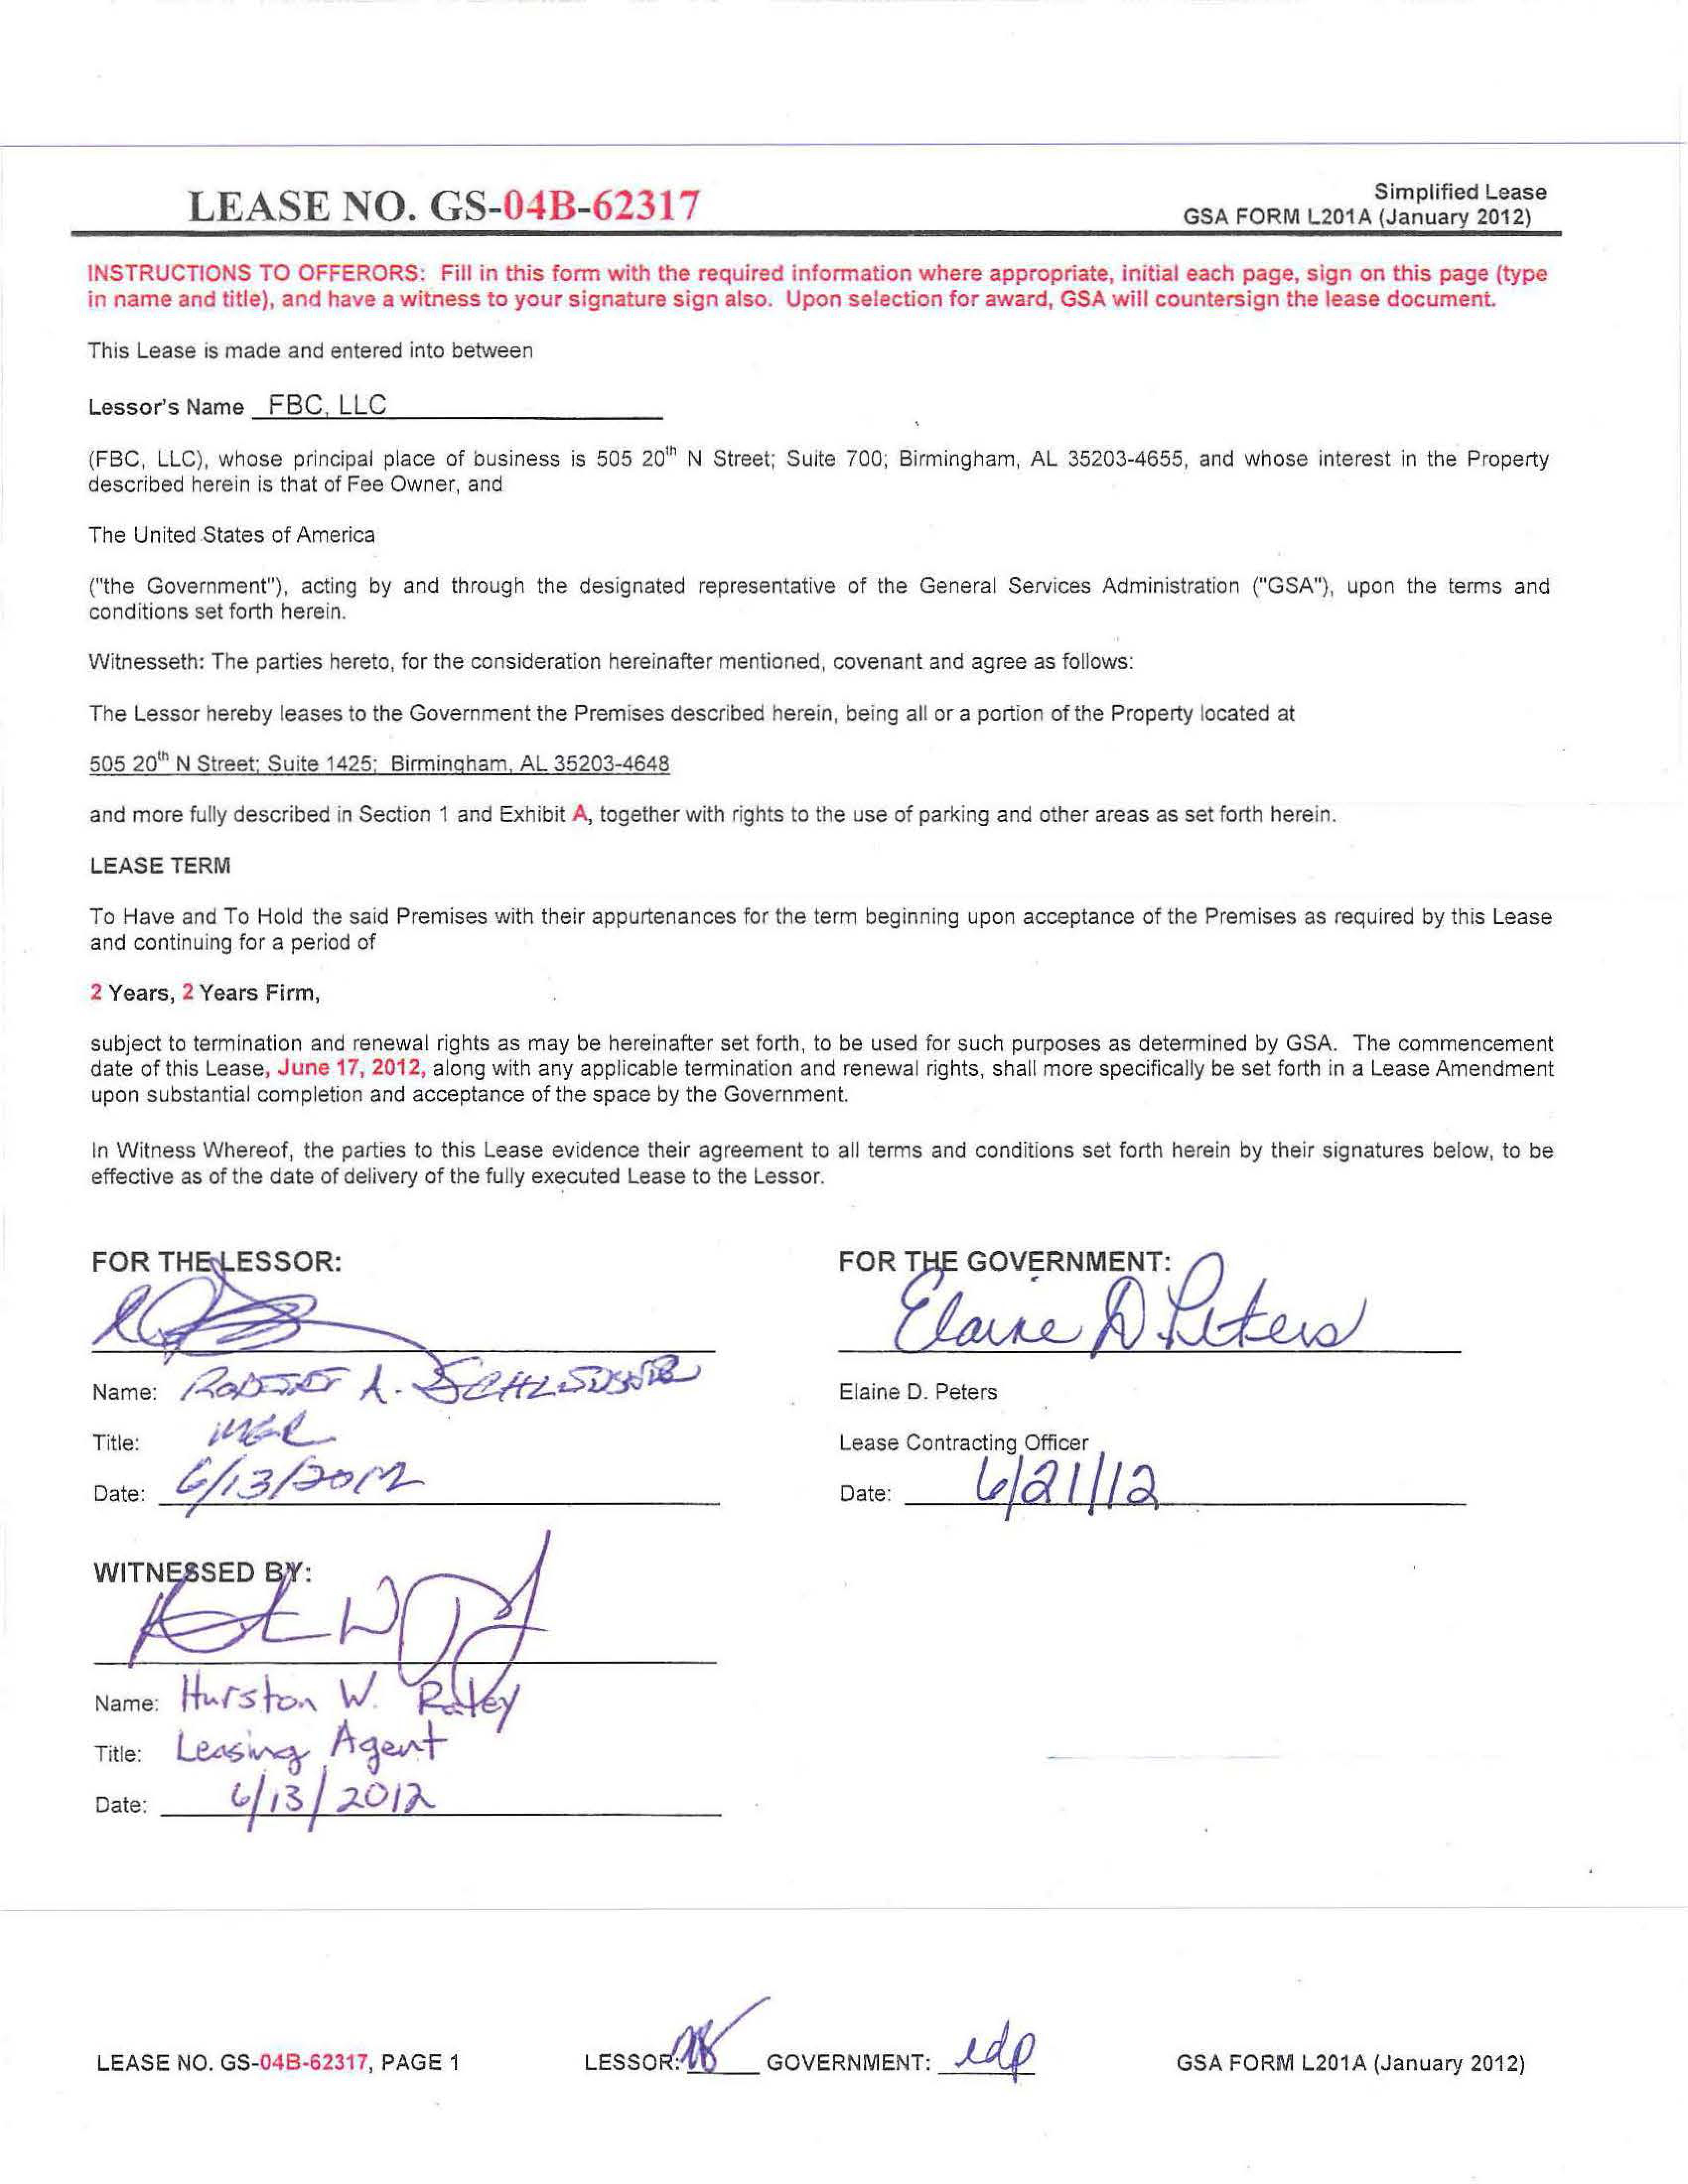 LEASE NO. GS-04B-62317
Simplified Lease
GSA FORM L201A (January 2012)
INSTRUCTIONS TO OFFERORS: Fill in this form with the required information where appropriate, initial each page, sign on this page (type
in name and title), and have a witness to your signature sign also. Upon selection for award, GSA will countersign the lease document.
This Lease is made and entered into between
Lessor's Name FBC, LLC
(FBC, LLC), whose principal place of business is 505 20th N Street; Suite 700; Birmingham, AL 35203-4655, and whose interest in the Property
described herein is that of Fee Owner, and
The United States of America
("the Government"), acting by and through the designated representative of the General Services Administration ("GSA"), upon the terms and
conditions set forth herein.
Witnesseth: The parties hereto, for the consideration hereinafter mentioned, covenant and agree as follows:
The Lessor hereby leases to the Government the Premises described herein, being all or a portion of the Property located at
505 20th N Street; Suite 1425; Birmingham, AL 35203-4648
and more fully described in Section 1 and Exhibit A, together with rights to the use of parking and other areas as set forth herein.
LEASE TERM
To Have and To Hold the said Premises with their appurtenances for the term beginning upon acceptance of the Premises as required by this Lease
and continuing for a period of
2 Years, 2 Years Firm,
subject to termination and renewal rights as may be hereinafter set forth, to be used for such purposes as determined by GSA. The commencement
date of this Lease, June 17, 2012, along with any applicable termination and renewal rights, shall more specifically be set forth in a Lease Amendment
upon substantial completion and acceptance of the space by the Government.
In Witness Whereof, the parties to this Lease evidence their agreement to all terms and conditions set forth herein by their signatures below, to be
effective as of the date of delivery of the fully executed Lease to the Lessor.
FOR THE LESSOR:
Name: ROBERT A.
Title: MGR
Date: 6/13/2012
FOR THE GOVERNMENT:
Elaine D Peters
Elaine D. Peters
Lease Contracting Officer
Date: 6/21/12
WITNESSED BY:
Name: Hurston W.
Title: Leasing Agent
Date: 6/13/2012
LEASE NO. GS-04B-62317, PAGE 1
LESSOR: GOVERNMENT: edp
GSA FORM L201A (January 2012)